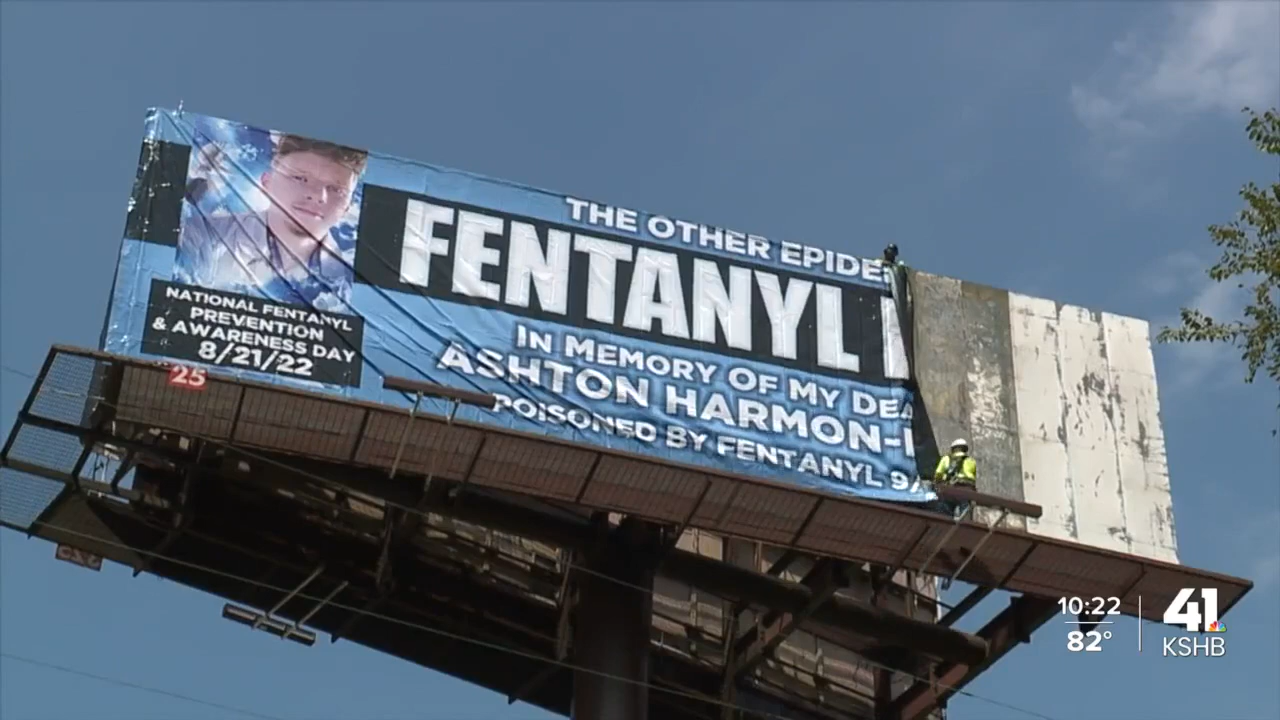 THE OTHER EPIDE
FENTANYL
IN MEMORY OF MY DEA
ASHTON HARMON-
POISONED BY FENTANYL 9/
NATIONAL FENTANYL
PREVENTION
& AWARENESS DAY
8/21/22
25
10:22
82°
41
KSHB